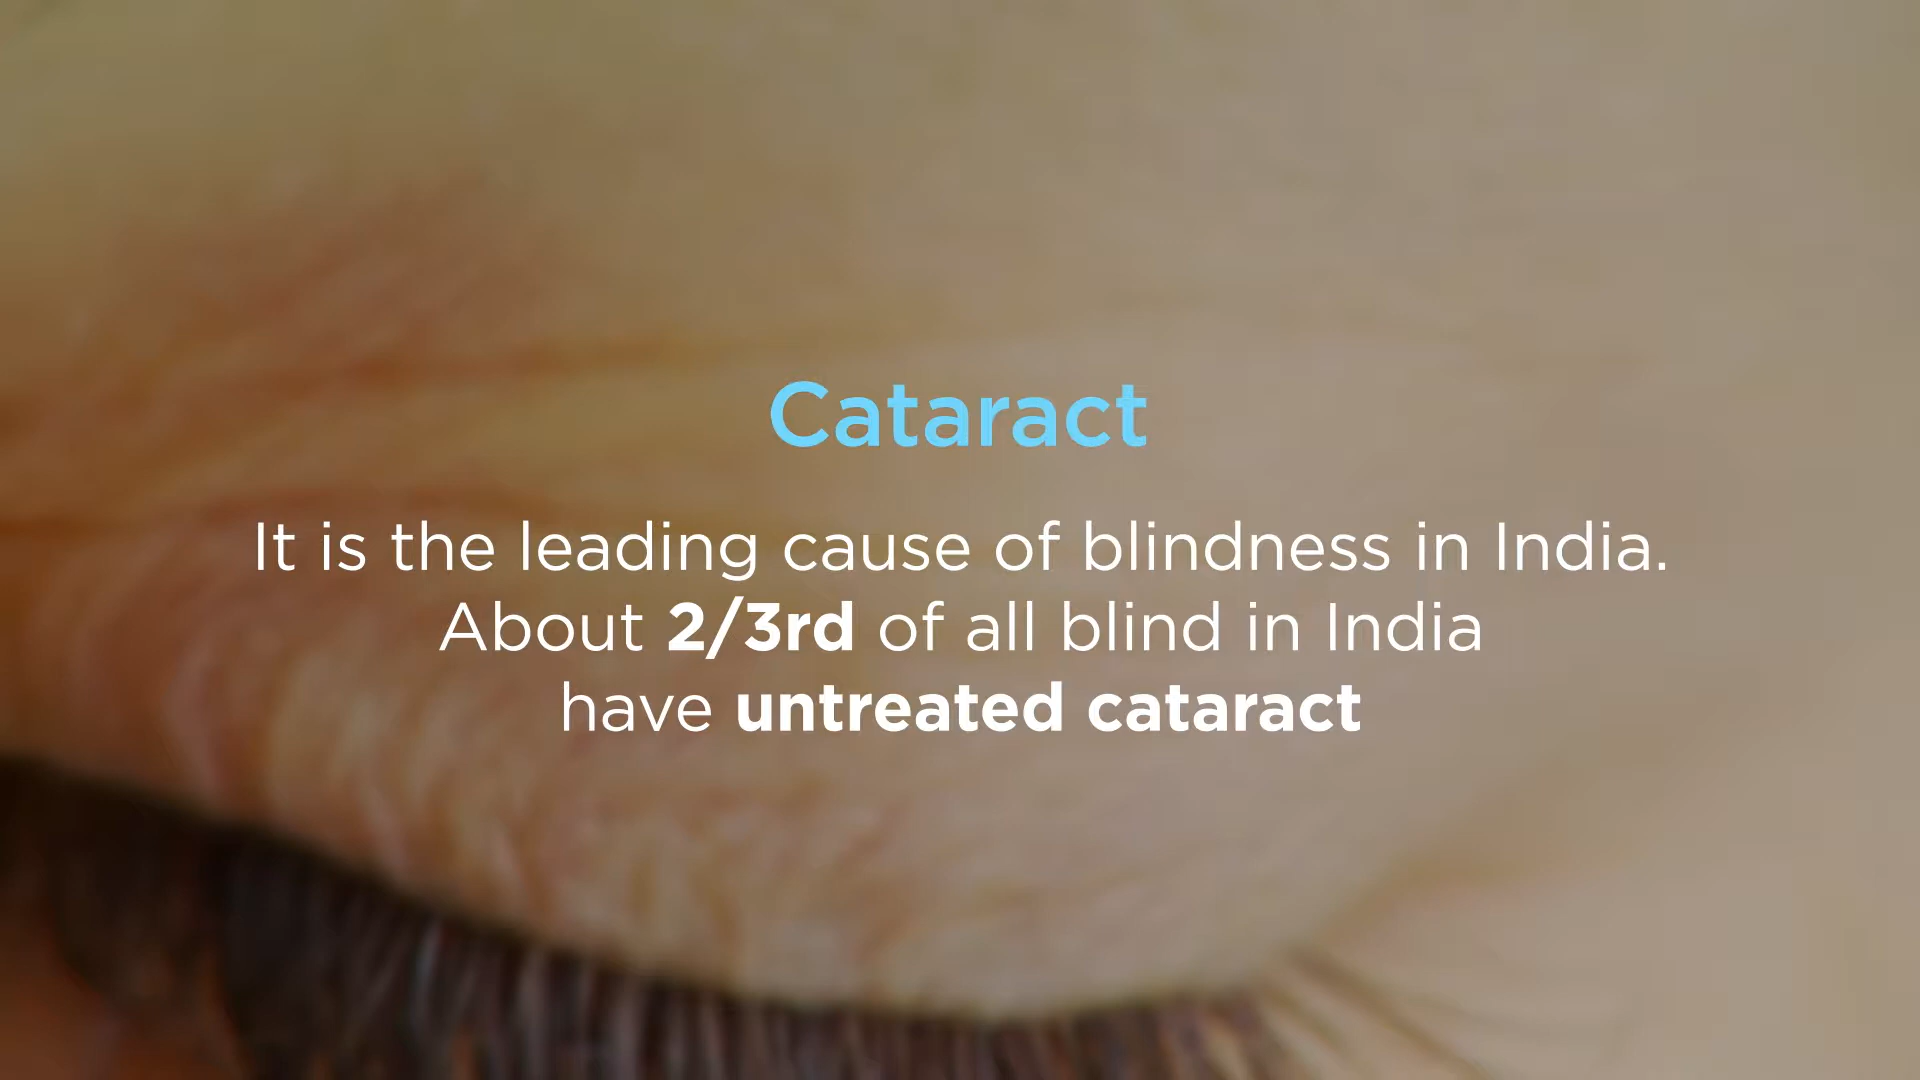 Cataract
It is the leading cause of blindness in India.
About 2/3rd of all blind in India
have untreated cataract